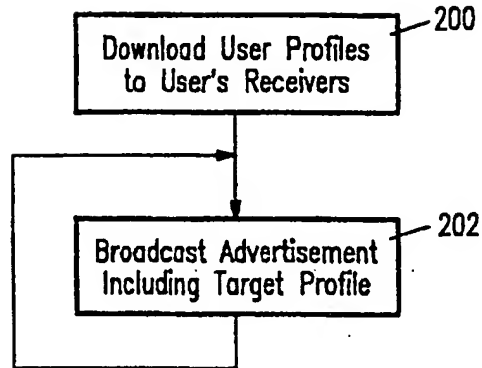 200
Download User Profiles
to User's Receivers
202
Broadcast Advertisement
Including Target Profile